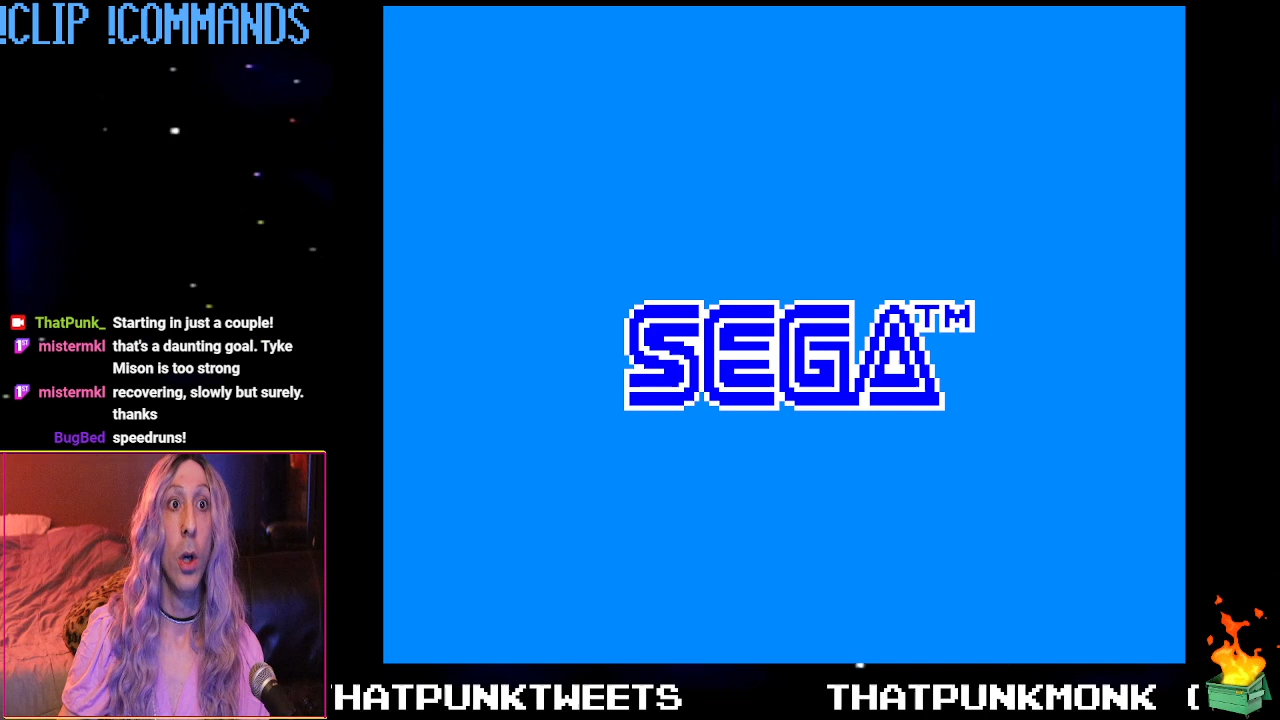 !CLIP !COMMANDS
ThatPunk_ Starting in just a couple!
mistermkl that's a daunting goal. Tyke
Mison is too strong
mistermkl recovering, slowly but surely.
thanks
BugBed speedruns!
SEGA™
HATPUNKTWEETS THATPUNKMONK (